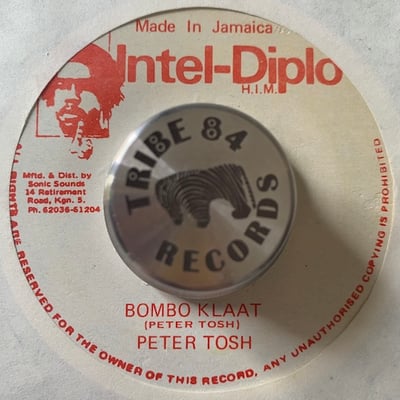 Made In Jamaica
Intel-Diplo
H.I.M.
Mftd. & Dist. by
Sonic Sounds
14 Retirement
Road, Kgn. 5.
Ph. 62036-61204
TRIBE 84
RECORDS
BOMBO KLAAT
(PETER TOSH)
PETER TOSH
ALL RIGHTS ARE RESERVED FOR THE OWNER OF THIS RECORD, ANY UNAUTHORISED COPYING IS PROHIBITED